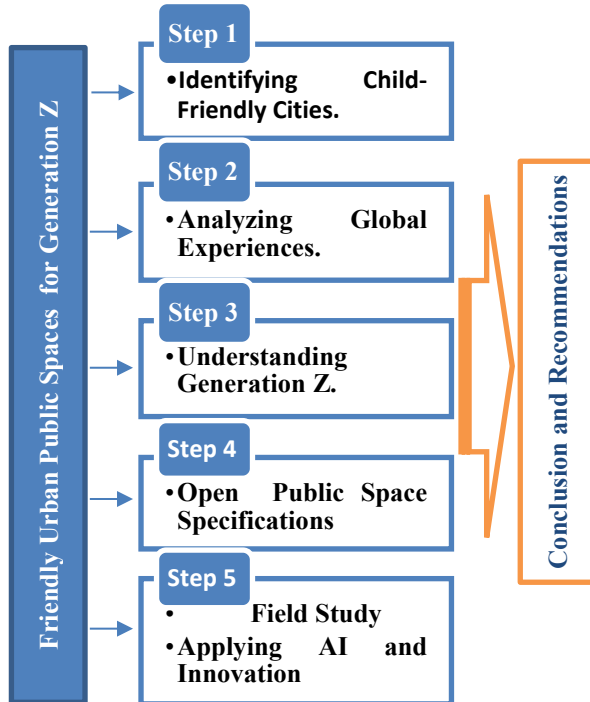 Friendly Urban Public Spaces for Generation Z
Step 1
•Identifying Child-
Friendly Cities.
Step 2
•Analyzing Global
Experiences.
Step 3
•Understanding
Generation Z.
Step 4
•Open Public Space
Specifications
Step 5
• Field Study
•Applying AI and
Innovation
Conclusion and Recommendations